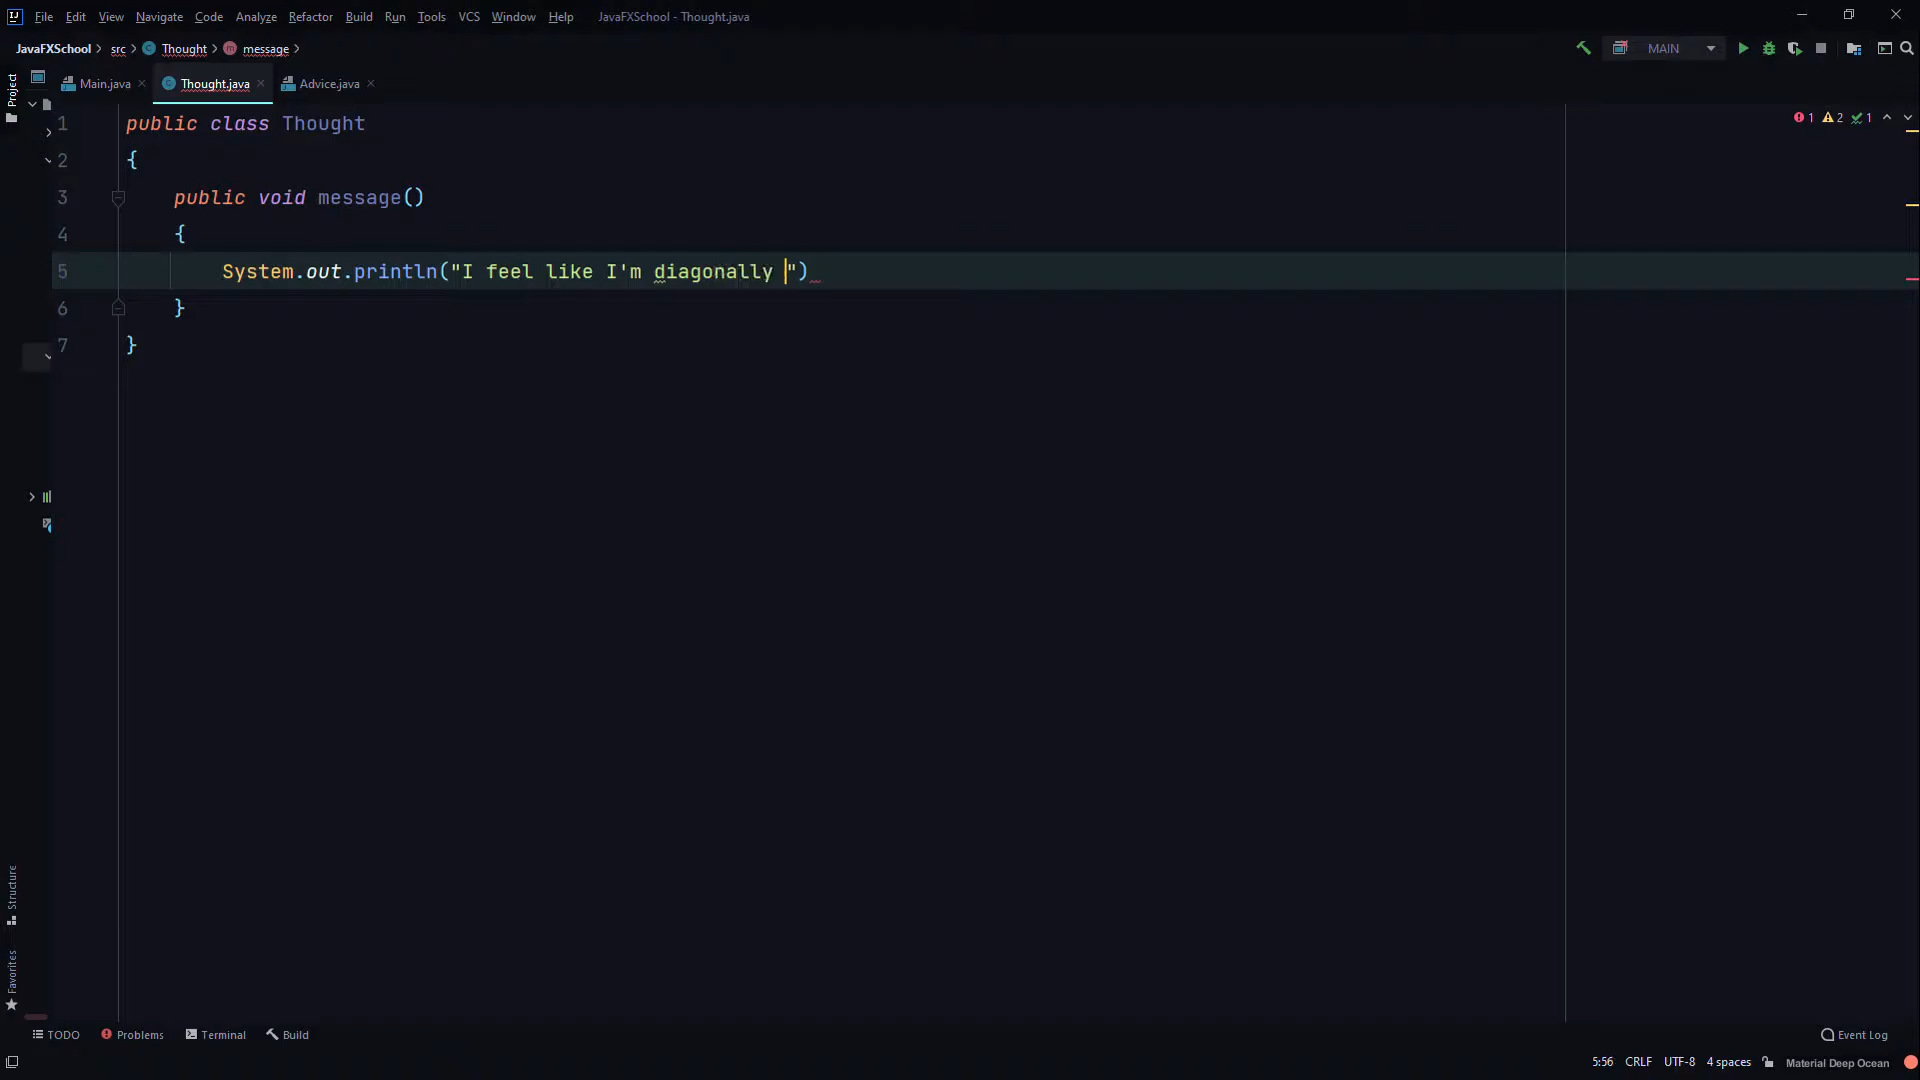 IJ File Edit View Navigate Code Analyze Refactor Build Run Tools VCS Window Help JavaFXSchool - Thought.java
JavaFXSchool src C Thought m message MAIN
Project
Main.java C Thought.java Advice.java
1 public class Thought
2 {
3 public void message()
4 {
5 System.out.println("I feel like I'm diagonally ")
6 }
7 }
1 2 1
Structure
Favorites
TODO Problems Terminal Build Event Log
5:56 CRLF UTF-8 4 spaces Material Deep Ocean